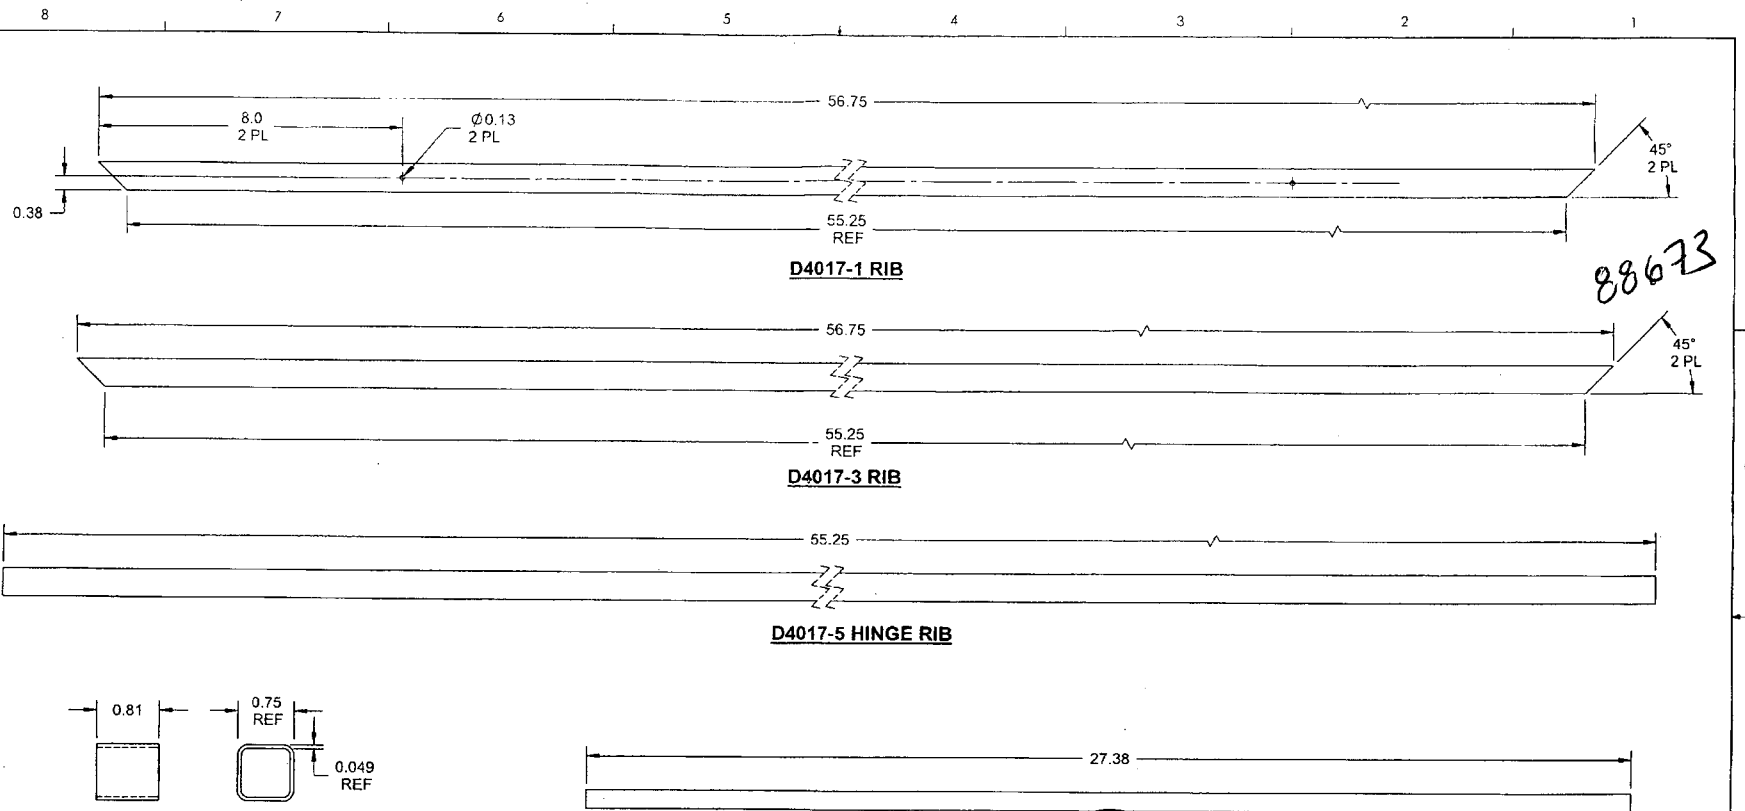 8 7 6 5 4 3 2 1
56.75
8.0
2 PL
Ø0.13
2 PL
45°
2 PL
0.38
55.25
REF
D4017-1 RIB
88673
56.75
45°
2 PL
55.25
REF
D4017-3 RIB
55.25
D4017-5 HINGE RIB
0.81
0.75
REF
0.049
REF
27.38